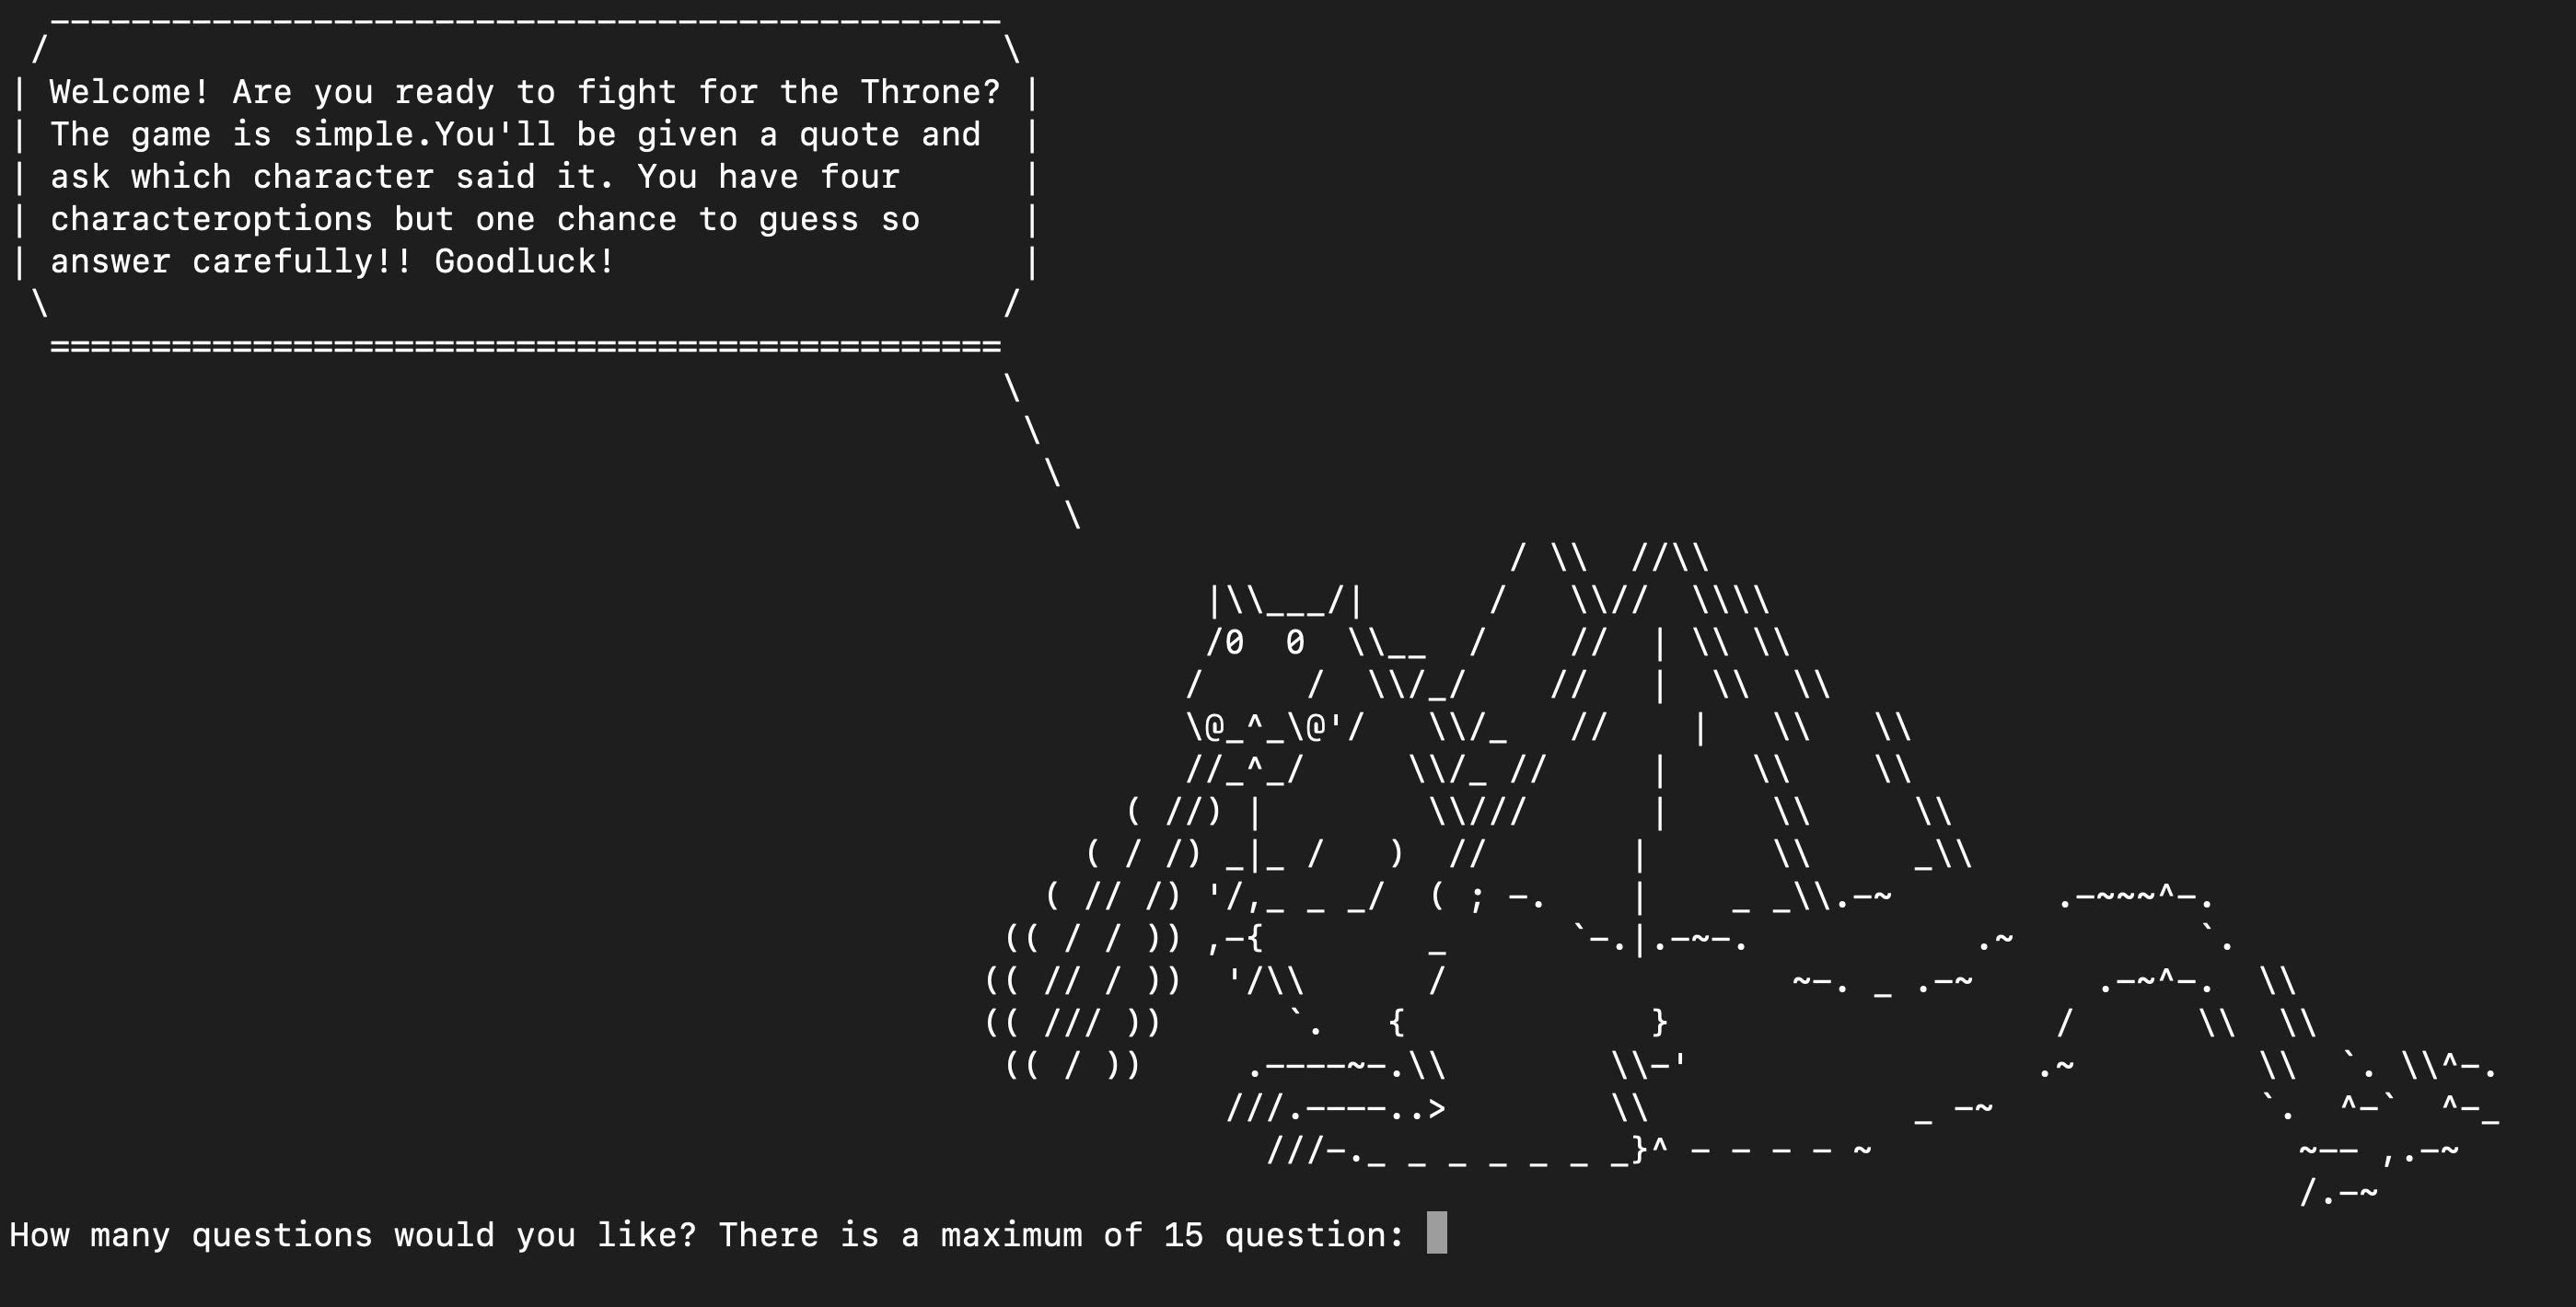 Welcome! Are you ready to fight for the Throne?
The game is simple.You'll be given a quote and
ask which character said it. You have four
characteroptions but one chance to guess so
answer carefully!! Goodluck!
How many questions would you like? There is a maximum of 15 question: